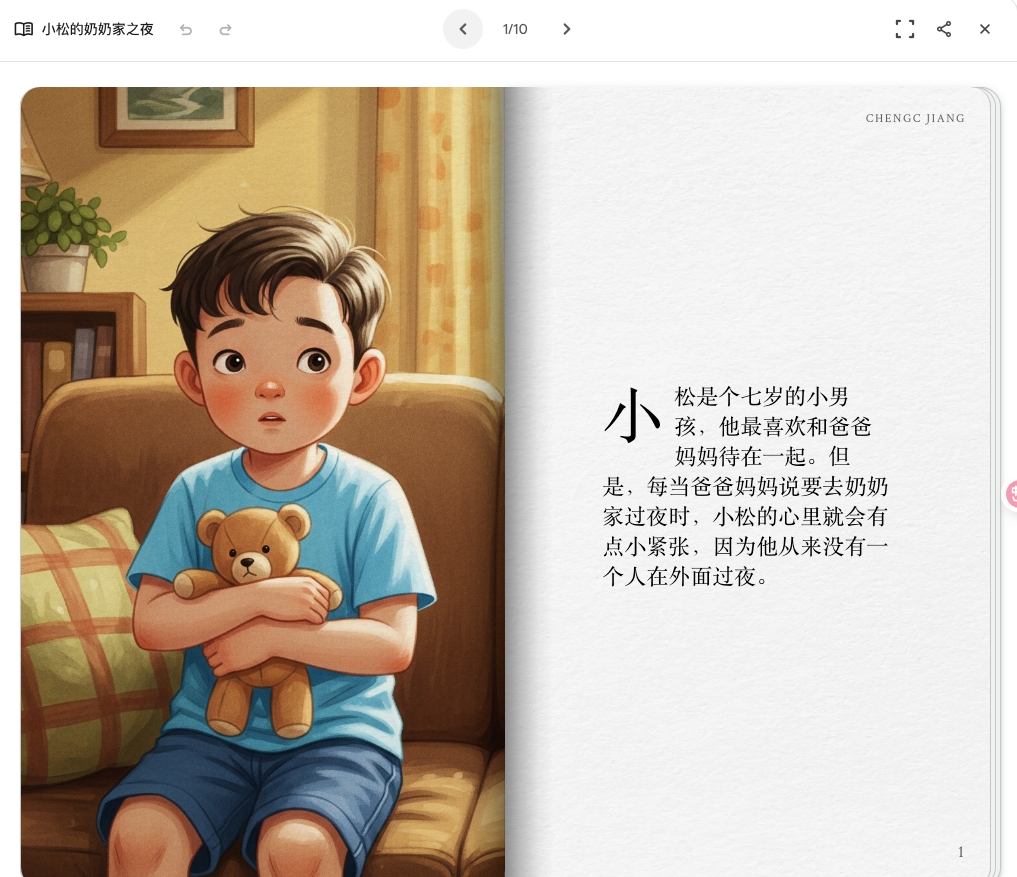 小松的奶奶家之夜
1/10
CHENGC JIANG
小松是个七岁的小男
孩，他最喜欢和爸爸
妈妈待在一起。但
是，每当爸爸妈妈说要去奶奶
家过夜时，小松的心里就会有
点小紧张，因为他从来没有一
个人在外面过夜。
1